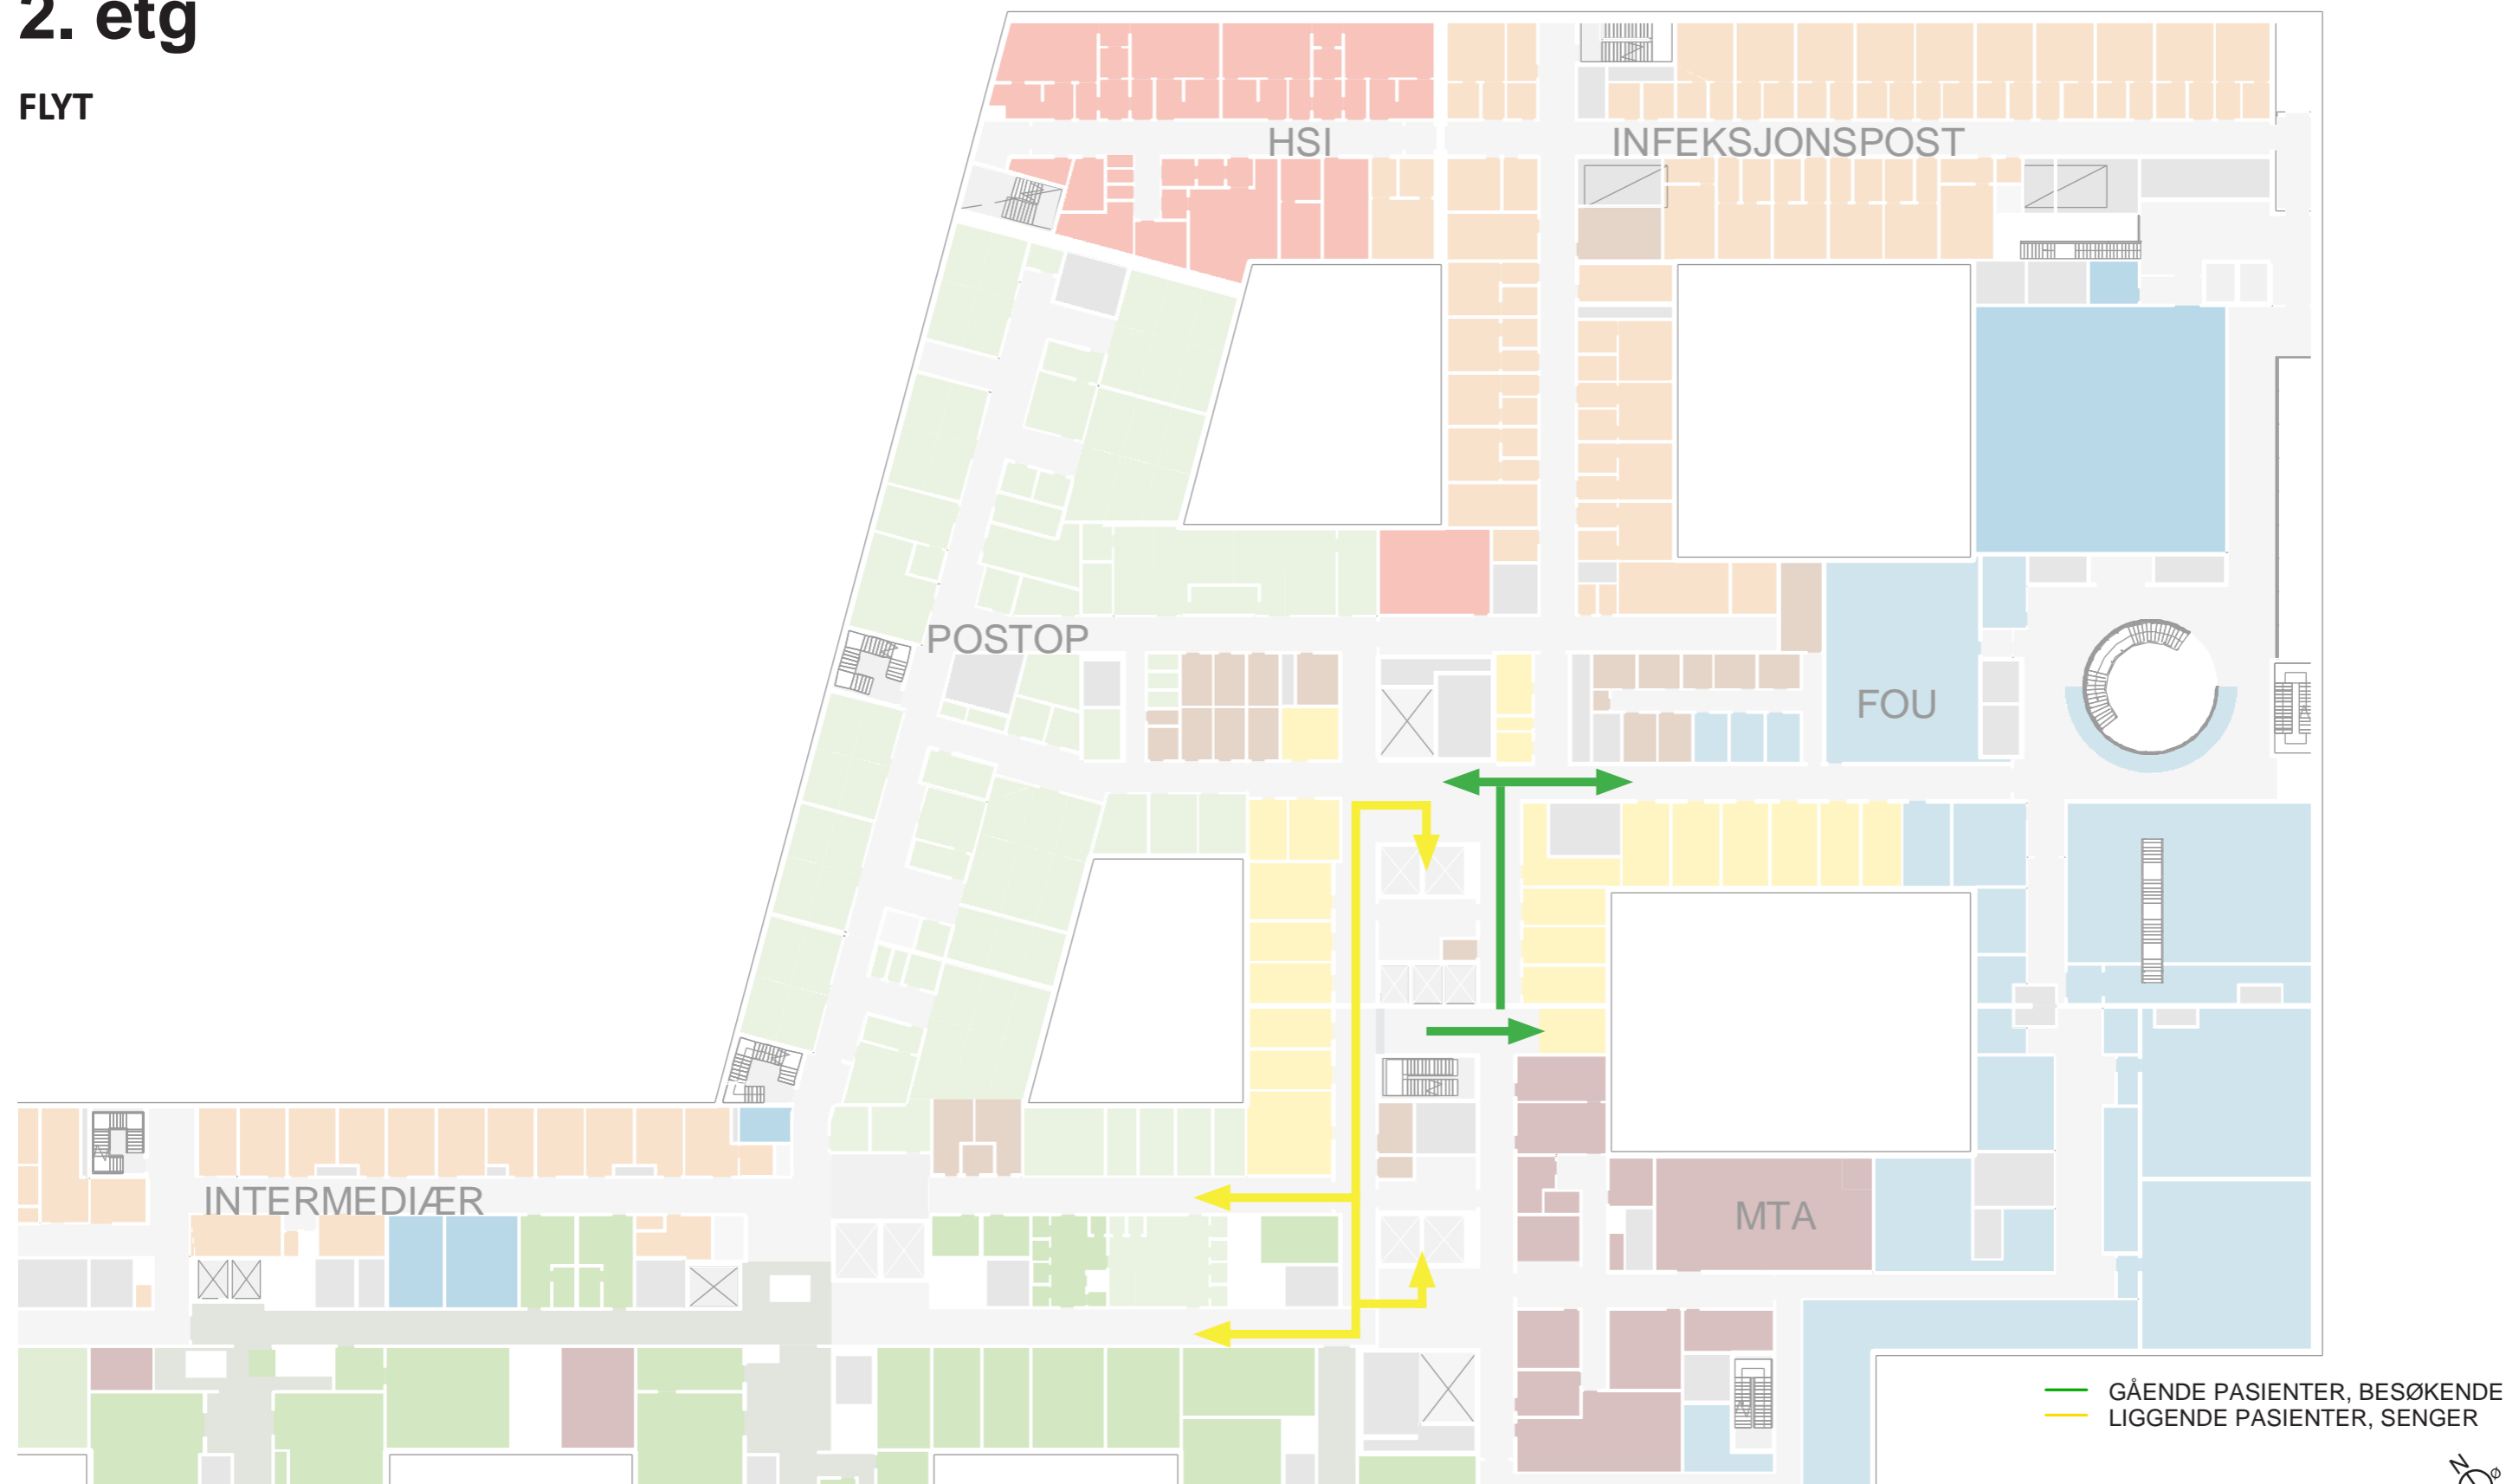 2. etg
FLYT
HSI
INFEKSJONSPOST
POSTOP
FOU
INTERMEDIÆR
MTA
GÅENDE PASIENTER, BESØKENDE
LIGGENDE PASIENTER, SENGER
N
Ø